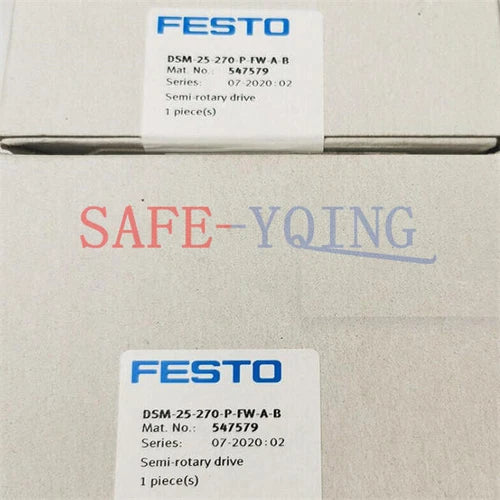 FESTO
DSM-25-270-P-FW-A-B
Mat. No.: 547579
Series: 07-2020:02
Semi-rotary drive
1 piece(s)
SAFE-YQING
FESTO
DSM-25-270-P-FW-A-B
Mat. No.: 547579
Series: 07-2020:02
Semi-rotary drive
1 piece(s)